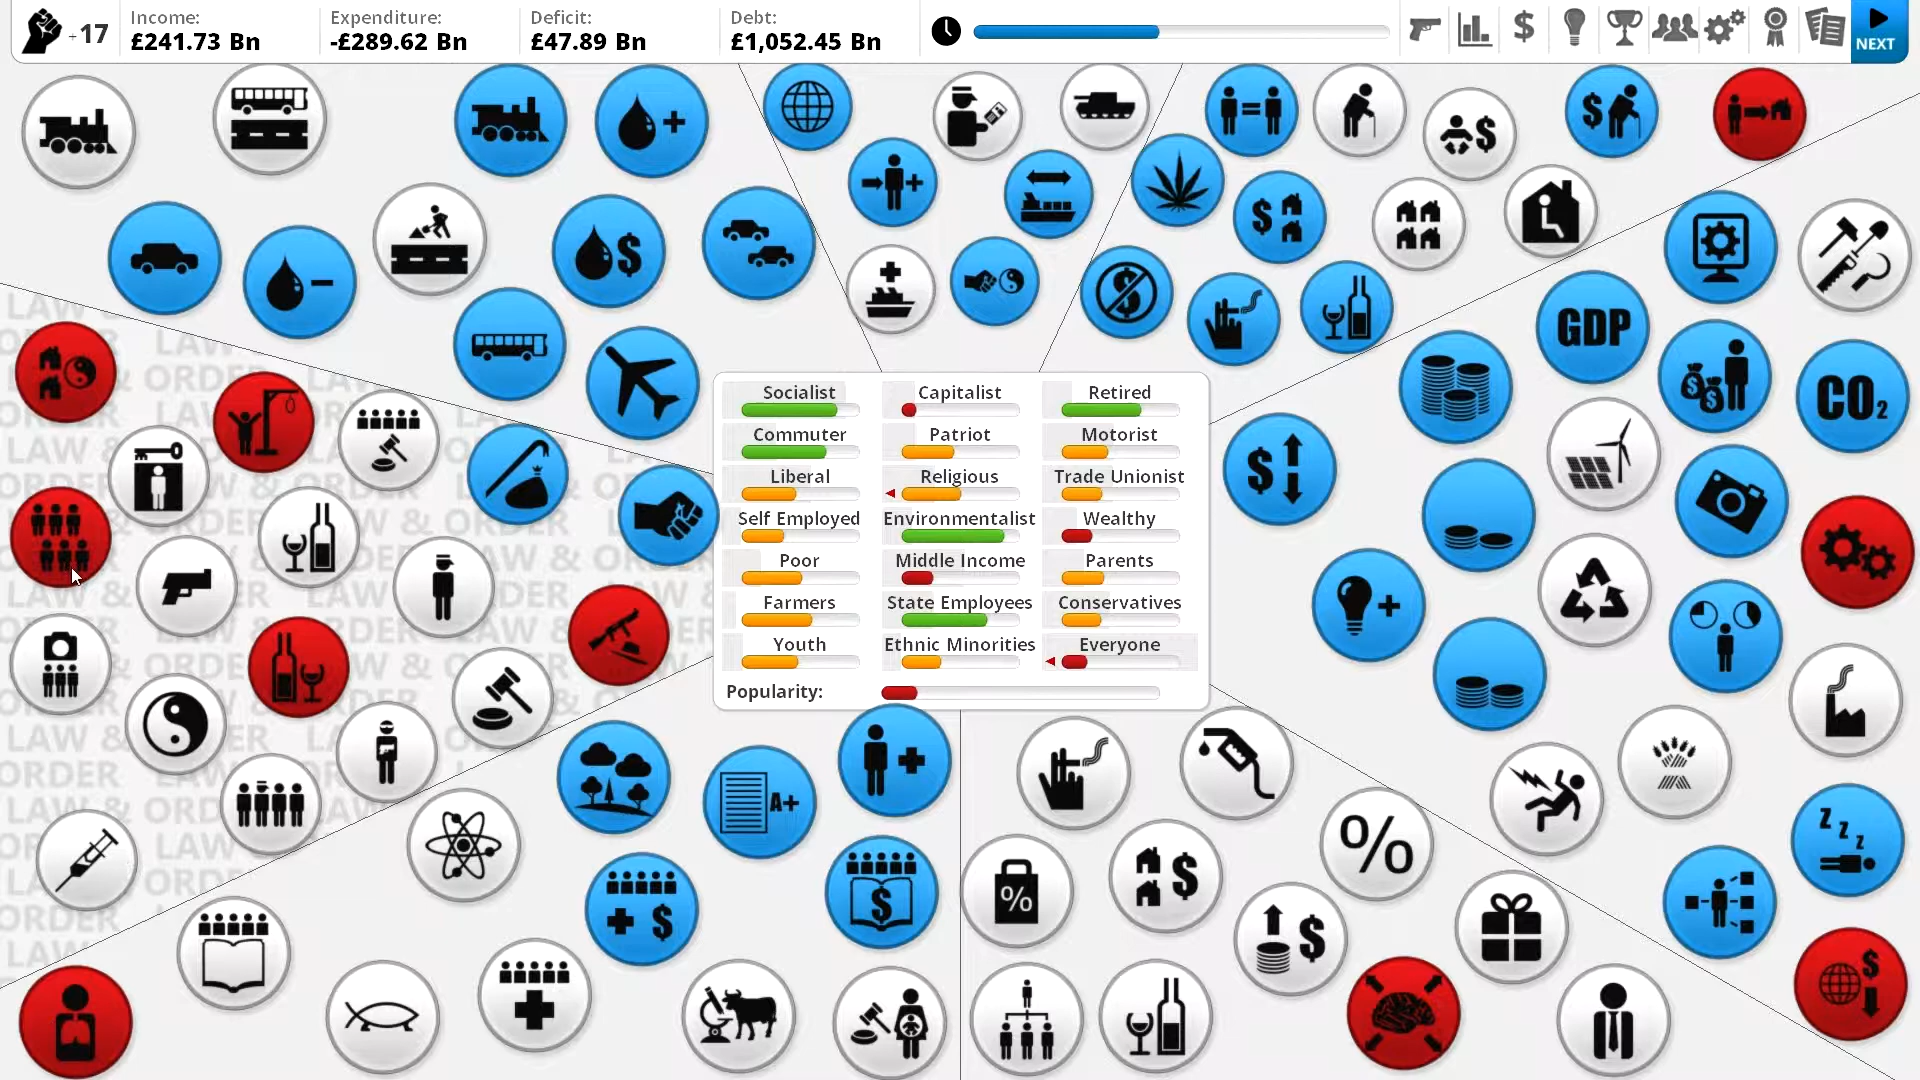 +17
Income:
£241.73 Bn
Expenditure:
-£289.62 Bn
Deficit:
£47.89 Bn
Debt:
£1,052.45 Bn
NEXT
Socialist Capitalist Retired
Commuter Patriot Motorist
Liberal Religious Trade Unionist
Self Employed Environmentalist Wealthy
Poor Middle Income Parents
Farmers State Employees Conservatives
Youth Ethnic Minorities Everyone
Popularity:
GDP
CO2
A+
%
%
Z Z Z
LAW & ORDER